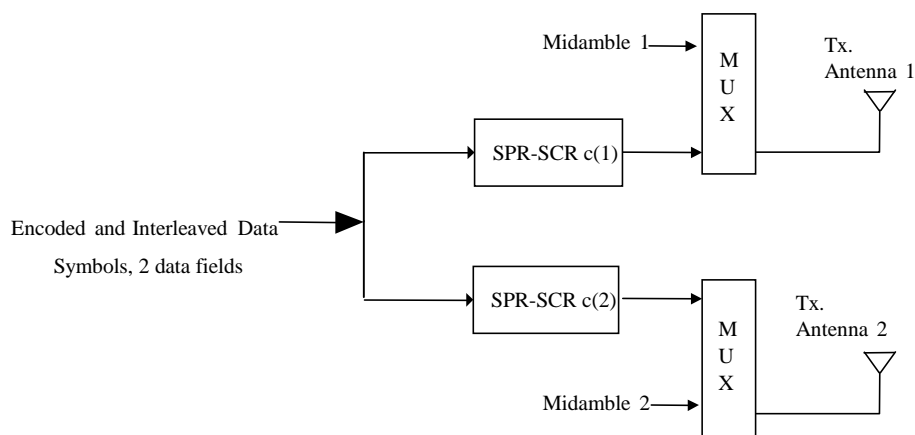 Midamble 1
M
U
X
Tx.
Antenna 1
SPR-SCR c(1)
Encoded and Interleaved Data
Symbols, 2 data fields
SPR-SCR c(2)
M
U
X
Tx.
Antenna 2
Midamble 2